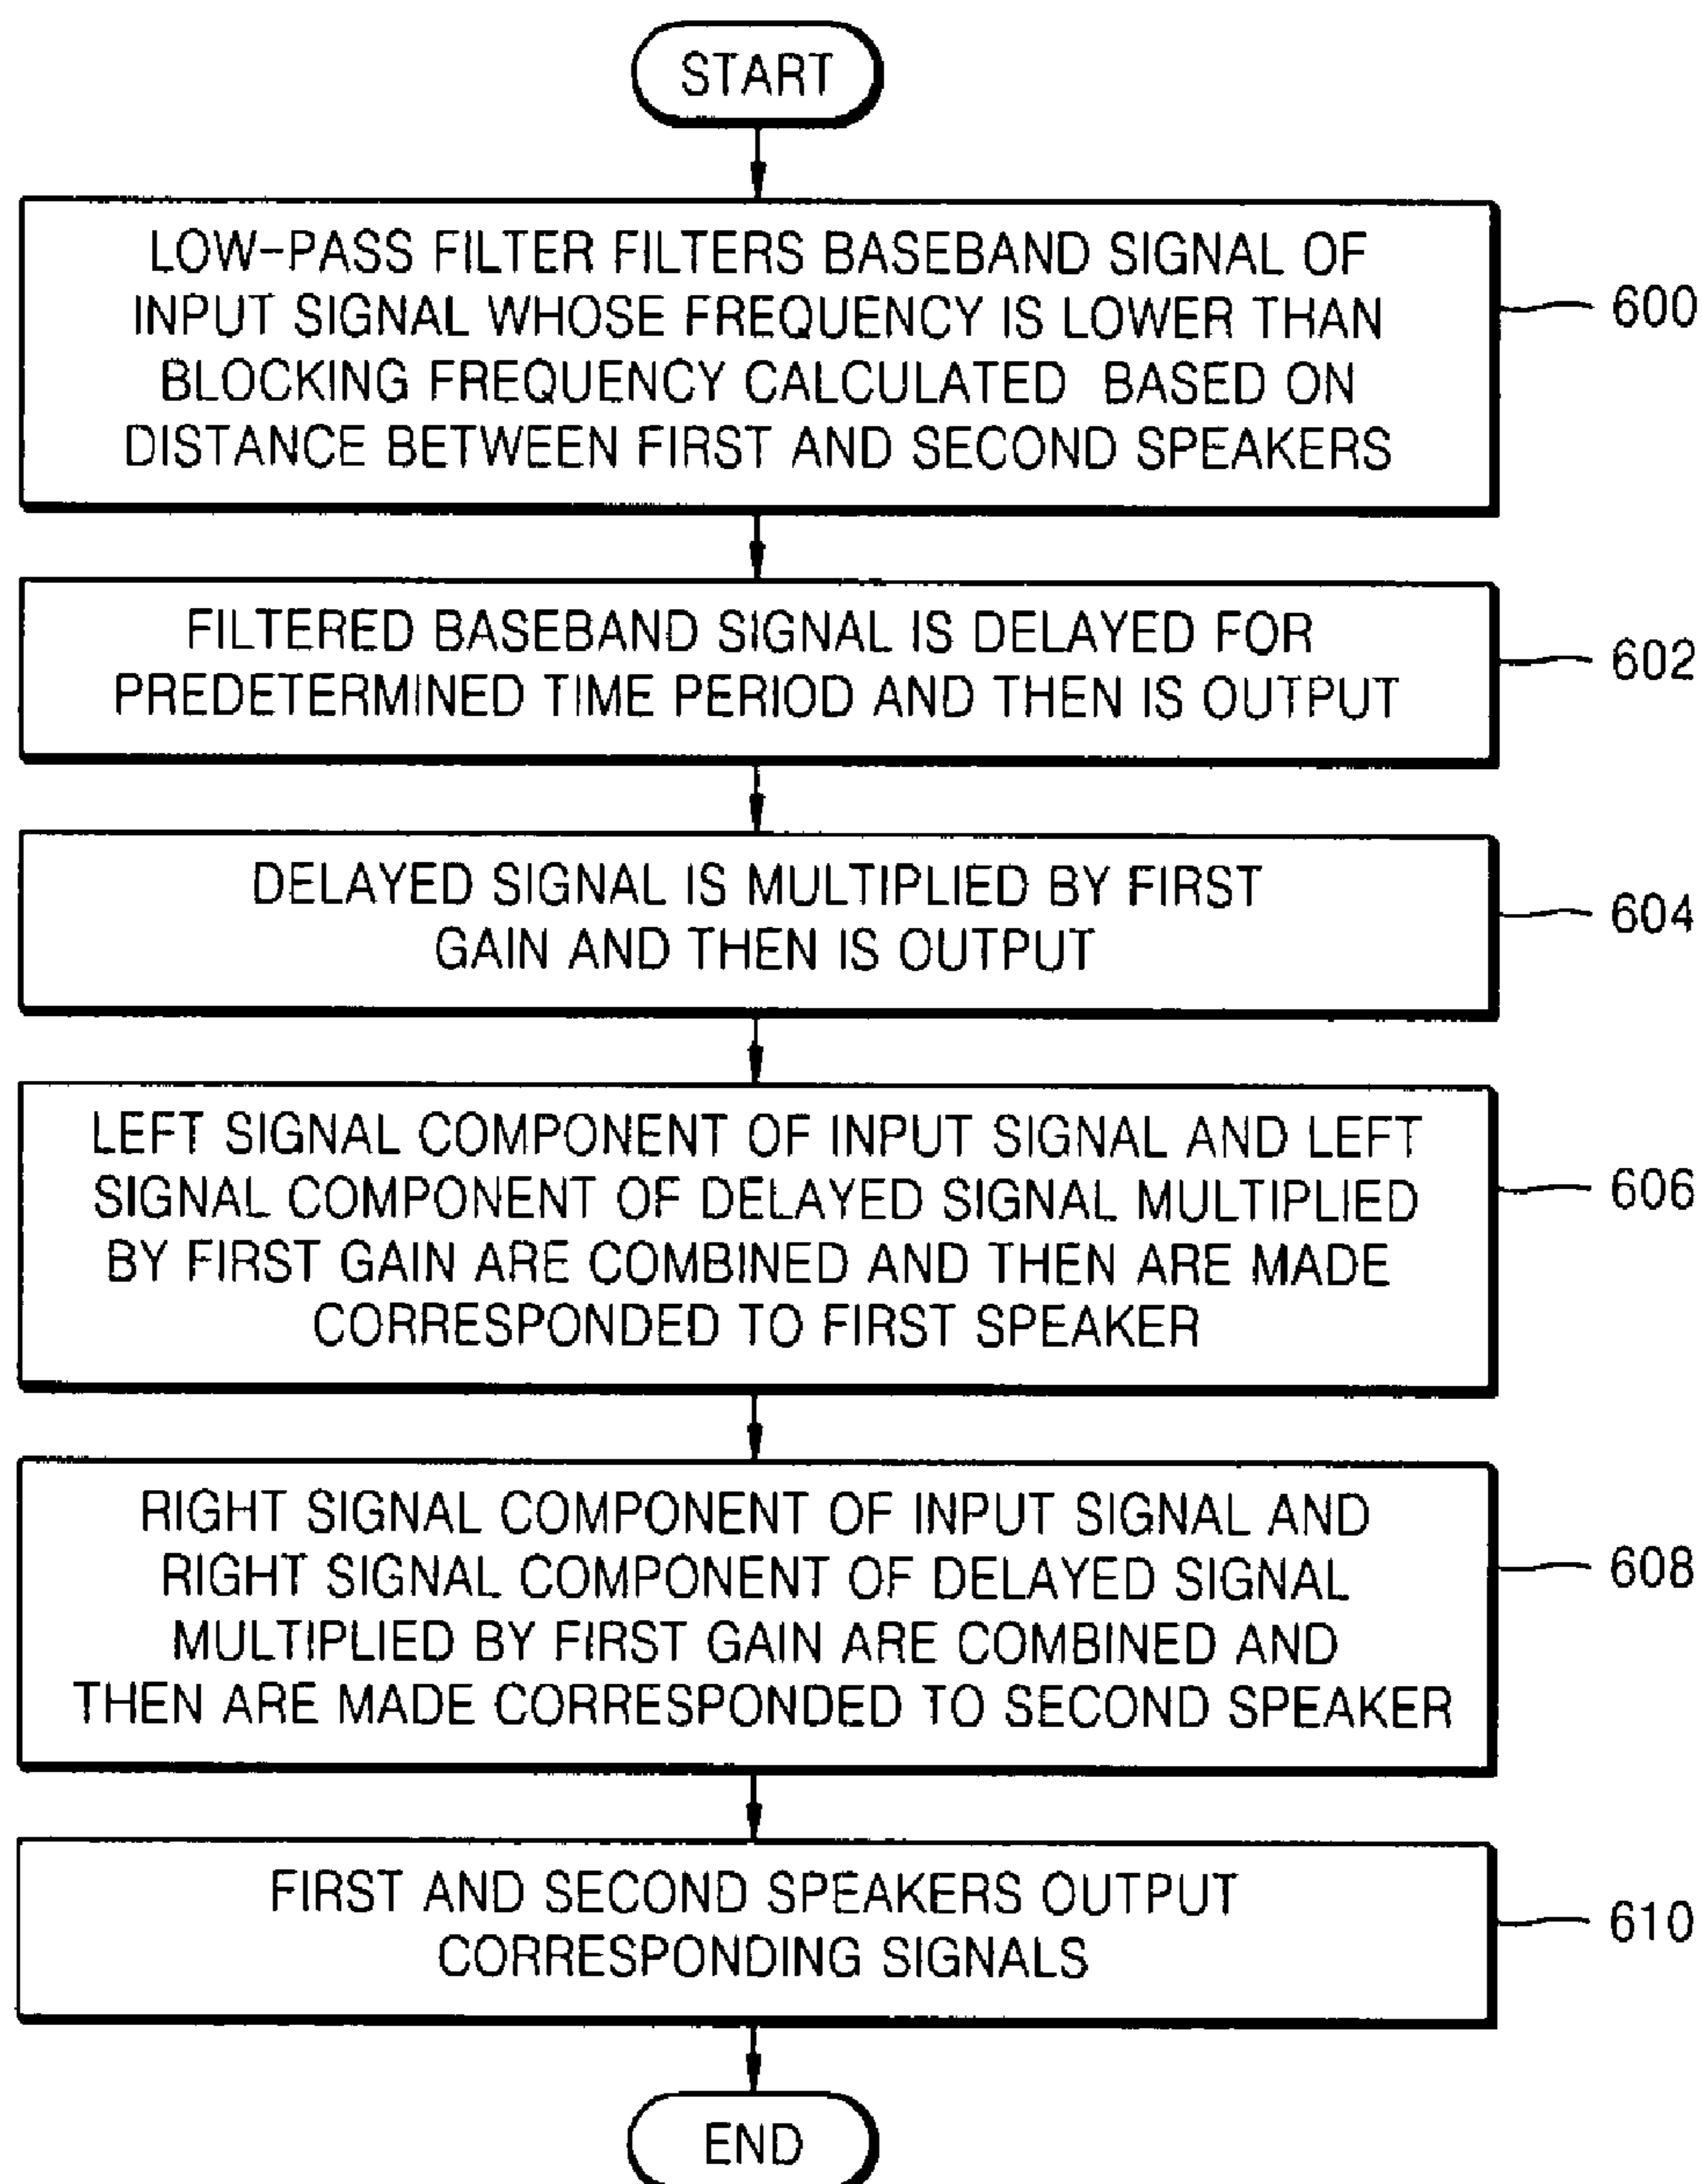 START
LOW-PASS FILTER FILTERS BASEBAND SIGNAL OF
INPUT SIGNAL WHOSE FREQUENCY IS LOWER THAN
BLOCKING FREQUENCY CALCULATED BASED ON
DISTANCE BETWEEN FIRST AND SECOND SPEAKERS
600
FILTERED BASEBAND SIGNAL IS DELAYED FOR
PREDETERMINED TIME PERIOD AND THEN IS OUTPUT
602
DELAYED SIGNAL IS MULTIPLIED BY FIRST
GAIN AND THEN IS OUTPUT
604
LEFT SIGNAL COMPONENT OF INPUT SIGNAL AND LEFT
SIGNAL COMPONENT OF DELAYED SIGNAL MULTIPLIED
BY FIRST GAIN ARE COMBINED AND THEN ARE MADE
CORRESPONDED TO FIRST SPEAKER
606
RIGHT SIGNAL COMPONENT OF INPUT SIGNAL AND
RIGHT SIGNAL COMPONENT OF DELAYED SIGNAL
MULTIPLIED BY FIRST GAIN ARE COMBINED AND
THEN ARE MADE CORRESPONDED TO SECOND SPEAKER
608
FIRST AND SECOND SPEAKERS OUTPUT
CORRESPONDING SIGNALS
610
END